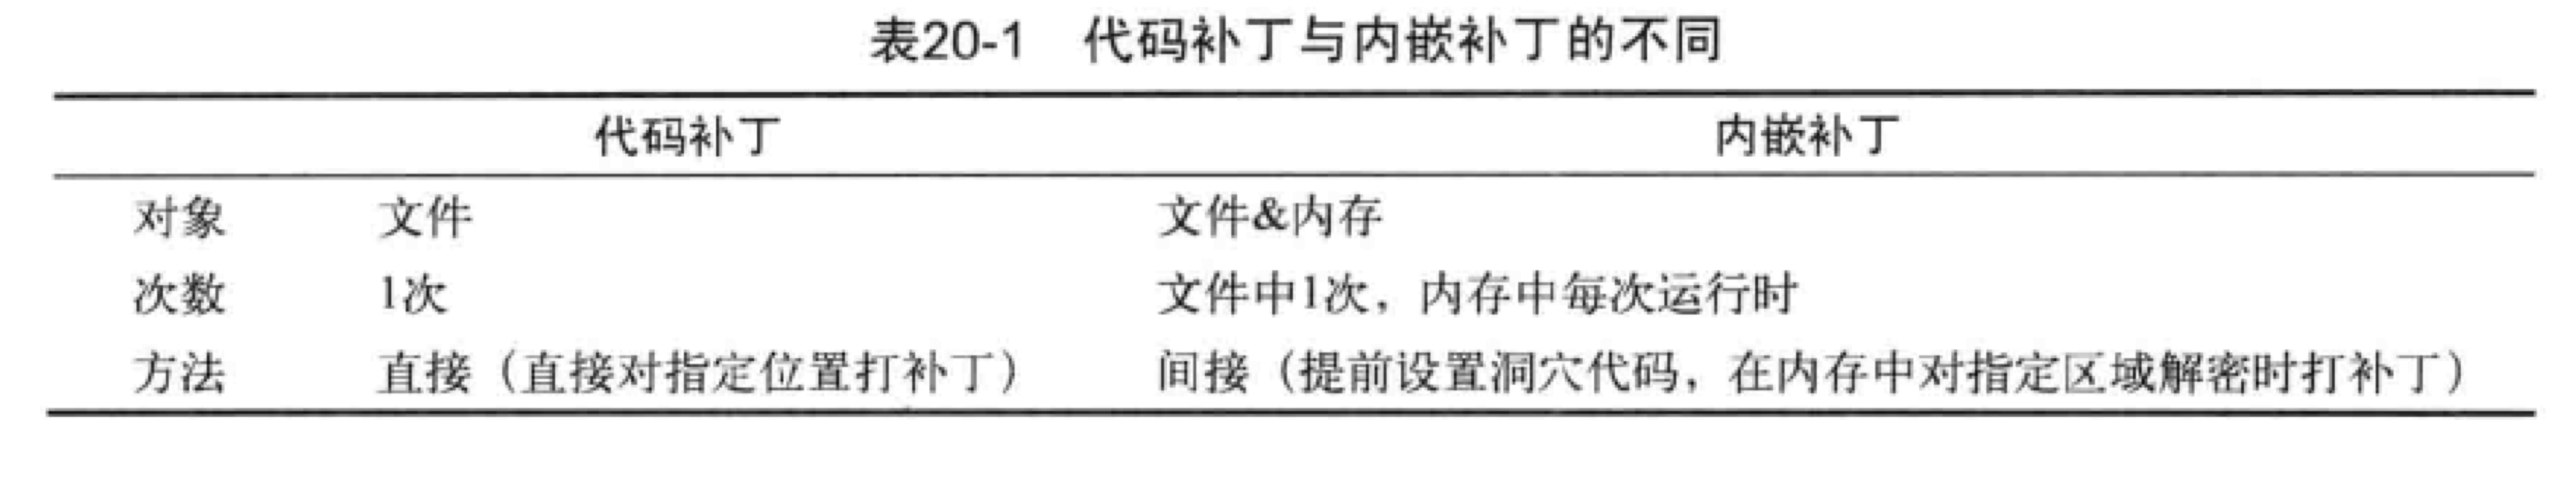 表20-1 代码补丁与内嵌补丁的不同
代码补丁 内嵌补丁
对象 文件 文件&内存
次数 1次 文件中1次，内存中每次运行时
方法 直接（直接对指定位置打补丁） 间接（提前设置洞穴代码，在内存中对指定区域解密时打补丁）